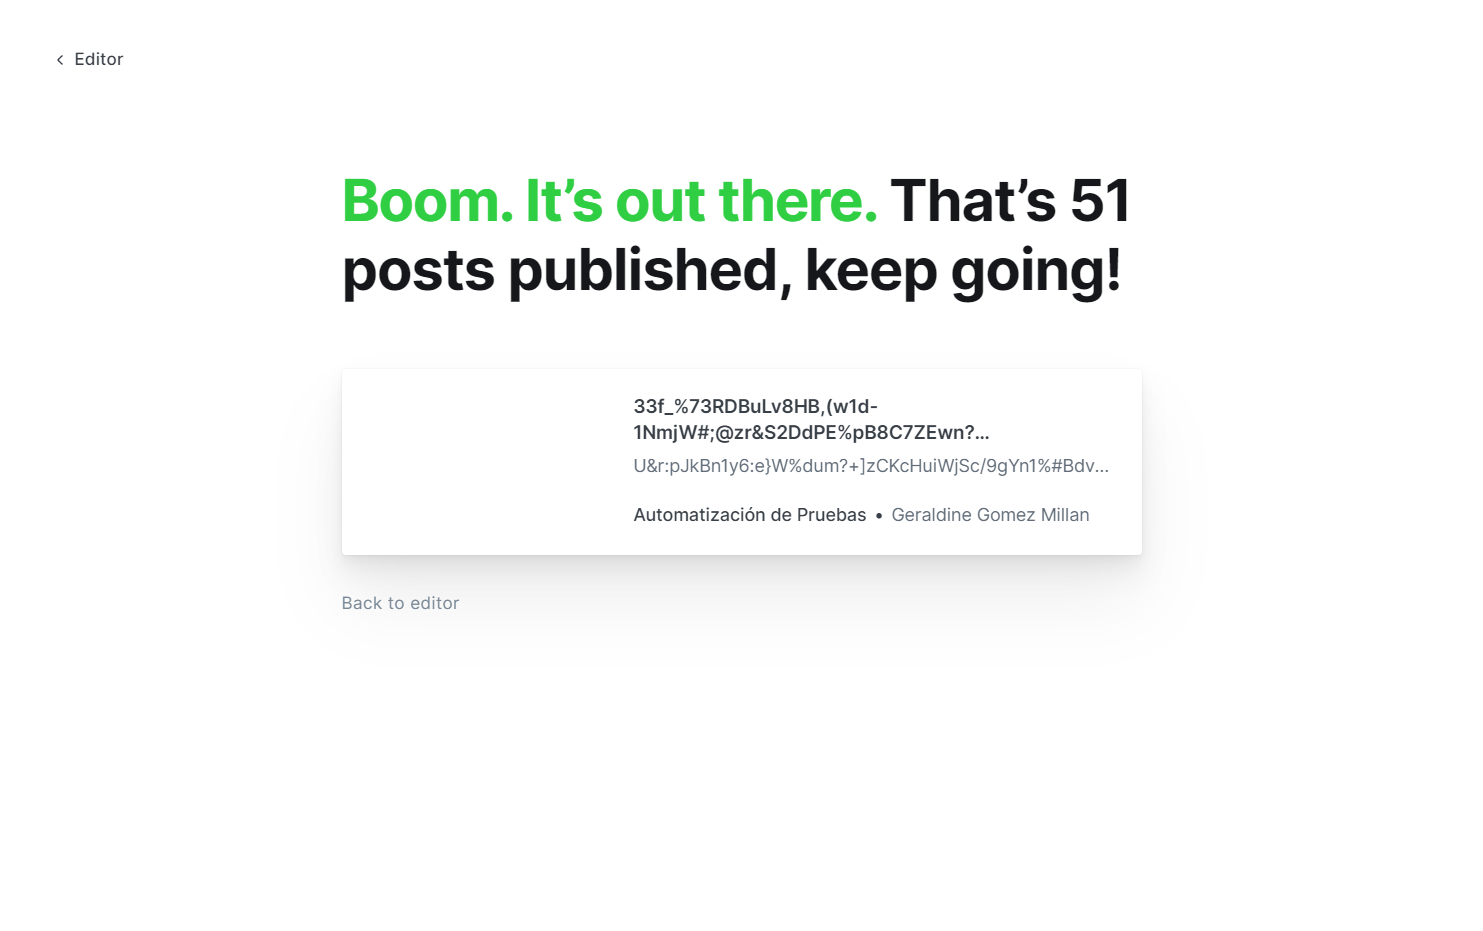 Editor
Boom. It’s out there. That’s 51
posts published, keep going!
33f_%73RDBuLv8HB,(w1d-
1NmjW#;@zr&S2DdPE%pB8C7ZEwn?…
U&r:pJkBn1y6:e}W%dum?+]zCKcHuiWjSc/9gYn1%#Bdv…
Automatización de Pruebas • Geraldine Gomez Millan
Back to editor